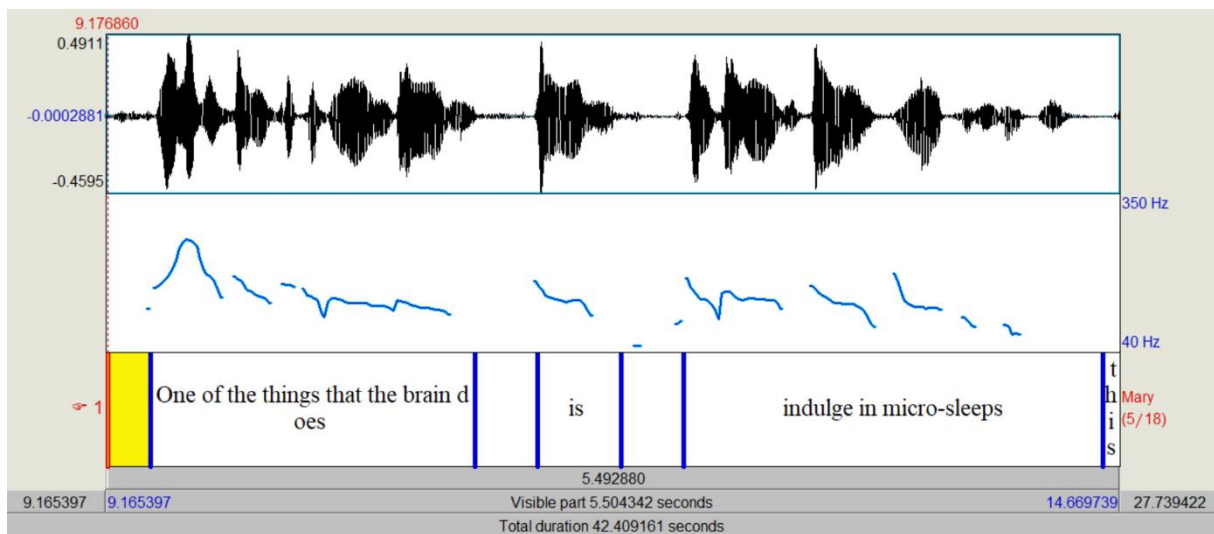 9.176860
0.4911
-0.0002881
-0.4595
350 Hz
40 Hz
☞ 1
One of the things that the brain d
oes
is
indulge in micro-sleeps
t
h
i
s
Mary
(5/18)
5.492880
9.165397 9.165397 Visible part 5.504342 seconds 14.669739 27.739422
Total duration 42.409161 seconds